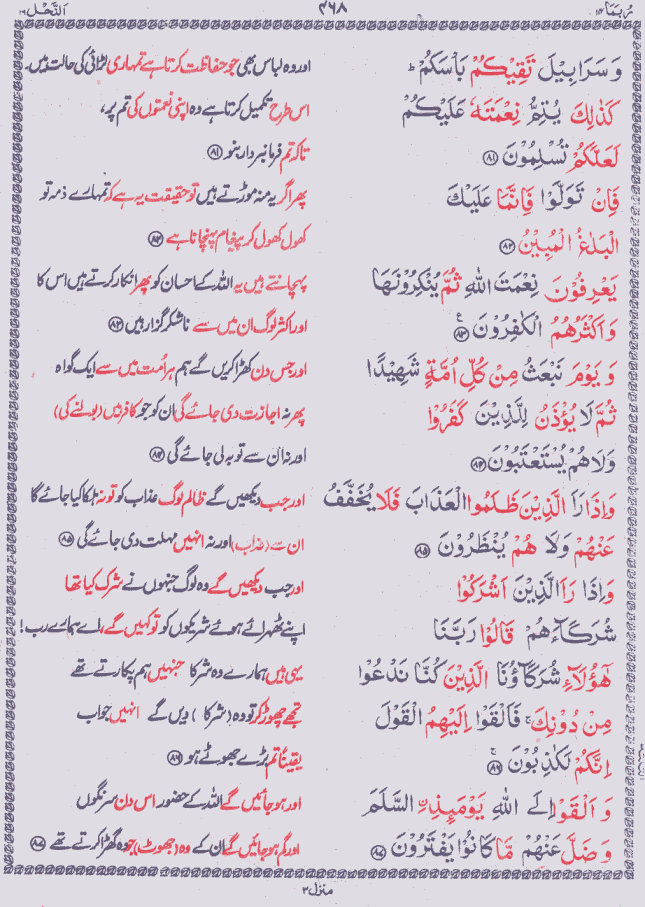 رُبَمَا ١٤
٣٦٨
اَلنَّحْل ١٦
وَسَرَابِيْلَ تَقِيْكُمْ بَاْسَكُمْ ؕ
اور وہ لباس بھی جو حفاظت کرتا ہے تمہاری لڑائی کی حالت میں۔
كَذٰلِكَ يُتِمُّ نِعْمَتَهٗ عَلَيْكُمْ
اس طرح تکمیل کرتا ہے وہ اپنی نعمتوں کی تم پر،
لَعَلَّكُمْ تُسْلِمُوْنَ ۝٨١
تاکہ تم فرمانبردار بنو ۝٨١
فَاِنْ تَوَلَّوْا فَاِنَّمَا عَلَيْكَ
پھر اگر یہ منہ موڑتے ہیں تو حقیقت یہ ہے کہ تمہارے ذمہ تو
الْبَلٰغُ الْمُبِيْنُ ۝٨٢
کھول کھول کر پیغام پہنچانا ہے ۝٨٢
يَعْرِفُوْنَ نِعْمَتَ اللّٰهِ ثُمَّ يُنْكِرُوْنَهَا
پہچانتے ہیں یہ اللہ کے احسان کو پھر انکار کرتے ہیں اس کا
وَاَكْثَرُهُمُ الْكٰفِرُوْنَ ۝٨٣ ع
اور اکثر لوگ ان میں سے ناشکر گزار ہیں ۝٨٣
وَيَوْمَ نَبْعَثُ مِنْ كُلِّ اُمَّةٍ شَهِيْدًا
اور جس دن کھڑا کریں گے ہم ہر اُمت میں سے ایک گواہ
ثُمَّ لَا يُؤْذَنُ لِلَّذِيْنَ كَفَرُوْا
پھر نہ اجازت دی جائے گی ان کو جو کافر ہیں (بولنے کی)
وَلَا هُمْ يُسْتَعْتَبُوْنَ ۝٨٤
اور نہ ان سے توبہ لی جائے گی ۝٨٤
وَاِذَا رَاَ الَّذِيْنَ ظَلَمُوا الْعَذَابَ فَلَا يُخَفَّفُ
اور جب دیکھیں گے ظالم لوگ عذاب کو تو نہ ہلکا کیا جائے گا
عَنْهُمْ وَلَا هُمْ يُنْظَرُوْنَ ۝٨٥
ان سے (عذاب) اور نہ انہیں مہلت دی جائے گی ۝٨٥
وَاِذَا رَاَ الَّذِيْنَ اَشْرَكُوْا
اور جب دیکھیں گے وہ لوگ جنہوں نے شرک کیا تھا
شُرَكَآءَهُمْ قَالُوْا رَبَّنَا
اپنے ٹھہرائے ہوئے شریکوں کو تو کہیں گے، اے ہمارے رب!
هٰٓؤُلَآءِ شُرَكَآؤُنَا الَّذِيْنَ كُنَّا نَدْعُوْا
یہی ہیں ہمارے وہ شرکا جنہیں ہم پکارتے تھے
مِنْ دُوْنِكَ ۚ فَاَلْقَوْا اِلَيْهِمُ الْقَوْلَ
تجھے چھوڑ کر تو وہ (شرکا) دیں گے انہیں جواب
اِنَّكُمْ لَكٰذِبُوْنَ ۝٨٦ ۚ
یقیناً تم بڑے جھوٹے ہو ۝٨٦
وَاَلْقَوْا اِلَى اللّٰهِ يَوْمَئِذِ ۨ السَّلَمَ
اور ہو جائیں گے اللہ کے حضور اس دن سرنگوں
وَضَلَّ عَنْهُمْ مَّا كَانُوْا يَفْتَرُوْنَ ۝٨٧
اور گم ہو جائیں گے ان کے وہ (جھوٹ) جو وہ گھڑا کرتے تھے ۝٨٧
منزل ٣